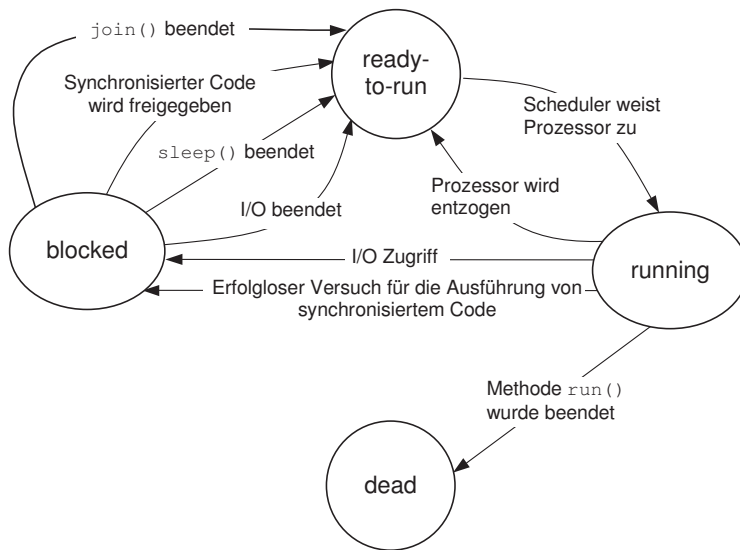 join() beendet
ready-
to-run
Synchronisierter Code
wird freigegeben
Scheduler weist
Prozessor zu
sleep() beendet
Prozessor wird
entzogen
I/O beendet
blocked
I/O Zugriff
running
Erfolgloser Versuch für die Ausführung von
synchronisiertem Code
Methode run()
wurde beendet
dead